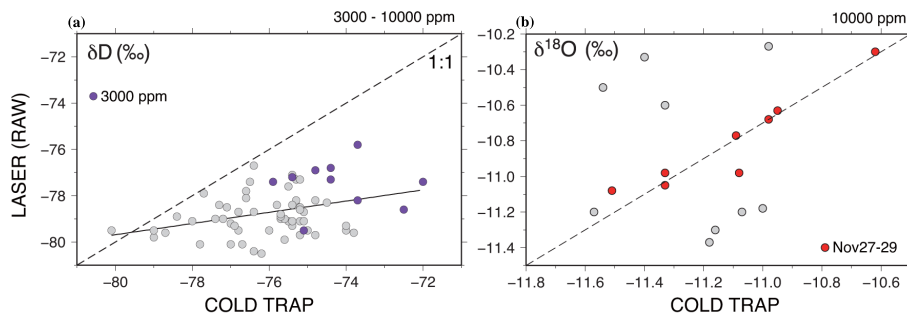 (a)
3000 - 10000 ppm
δD (‰)
1:1
3000 ppm
−71
−72
−74
−76
−78
−80
LASER (RAW)
−80
−78
−76
−74
−72
COLD TRAP
(b)
10000 ppm
δ18O (‰)
−10.2
−10.4
−10.6
−10.8
−11.0
−11.2
−11.4
Nov27-29
−11.8
−11.6
−11.4
−11.2
−11.0
−10.8
−10.6
COLD TRAP